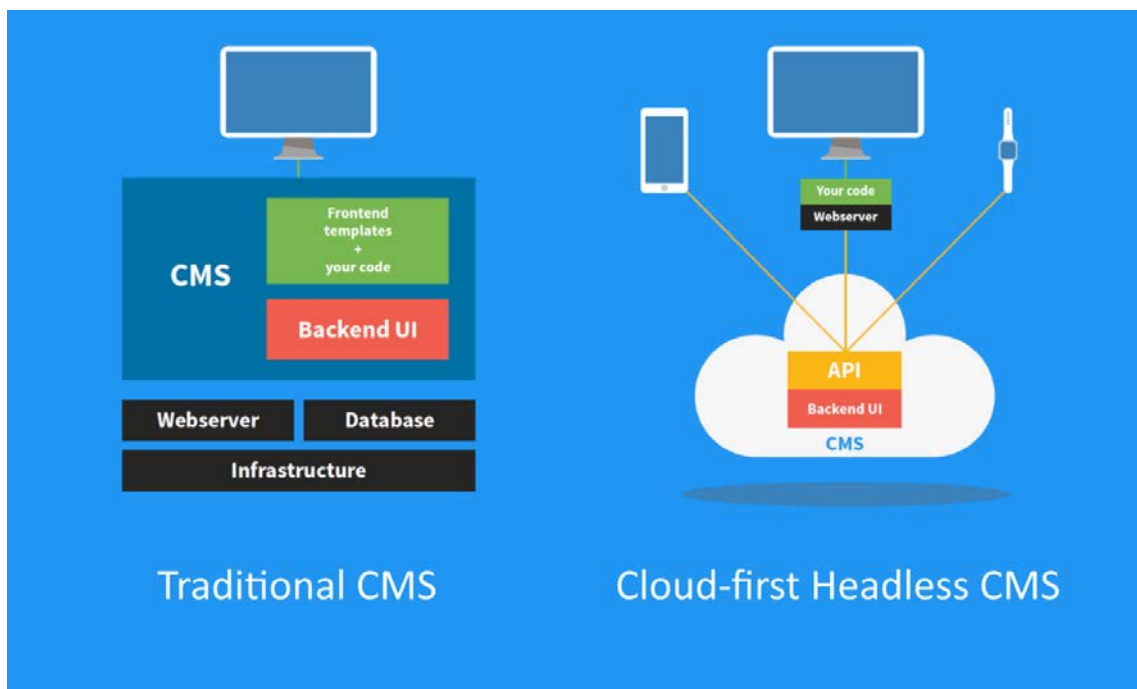 CMS
Frontend
templates
+
your code
Backend UI
Webserver
Database
Infrastructure
Traditional CMS
Your code
Webserver
API
Backend UI
CMS
Cloud-first Headless CMS